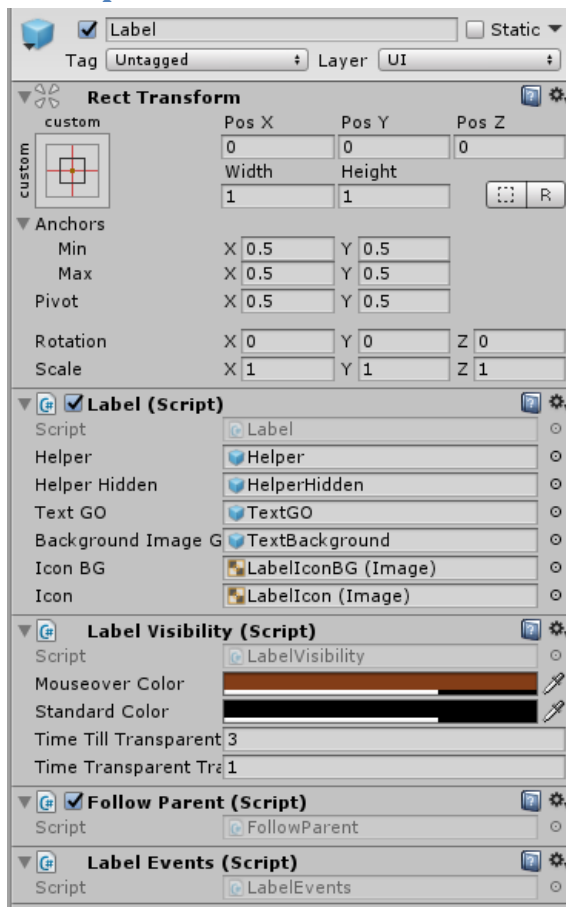 Label Static
Tag Untagged Layer UI
Rect Transform
custom Pos X Pos Y Pos Z
custom
0 0 0
Width Height
1 1 R
Anchors
Min X 0.5 Y 0.5
Max X 0.5 Y 0.5
Pivot X 0.5 Y 0.5
Rotation X 0 Y 0 Z 0
Scale X 1 Y 1 Z 1
Label (Script)
Script Label
Helper Helper
Helper Hidden HelperHidden
Text GO TextGO
Background Image G TextBackground
Icon BG LabelIconBG (Image)
Icon LabelIcon (Image)
Label Visibility (Script)
Script LabelVisibility
Mouseover Color
Standard Color
Time Till Transparent 3
Time Transparent Tra 1
Follow Parent (Script)
Script FollowParent
Label Events (Script)
Script LabelEvents